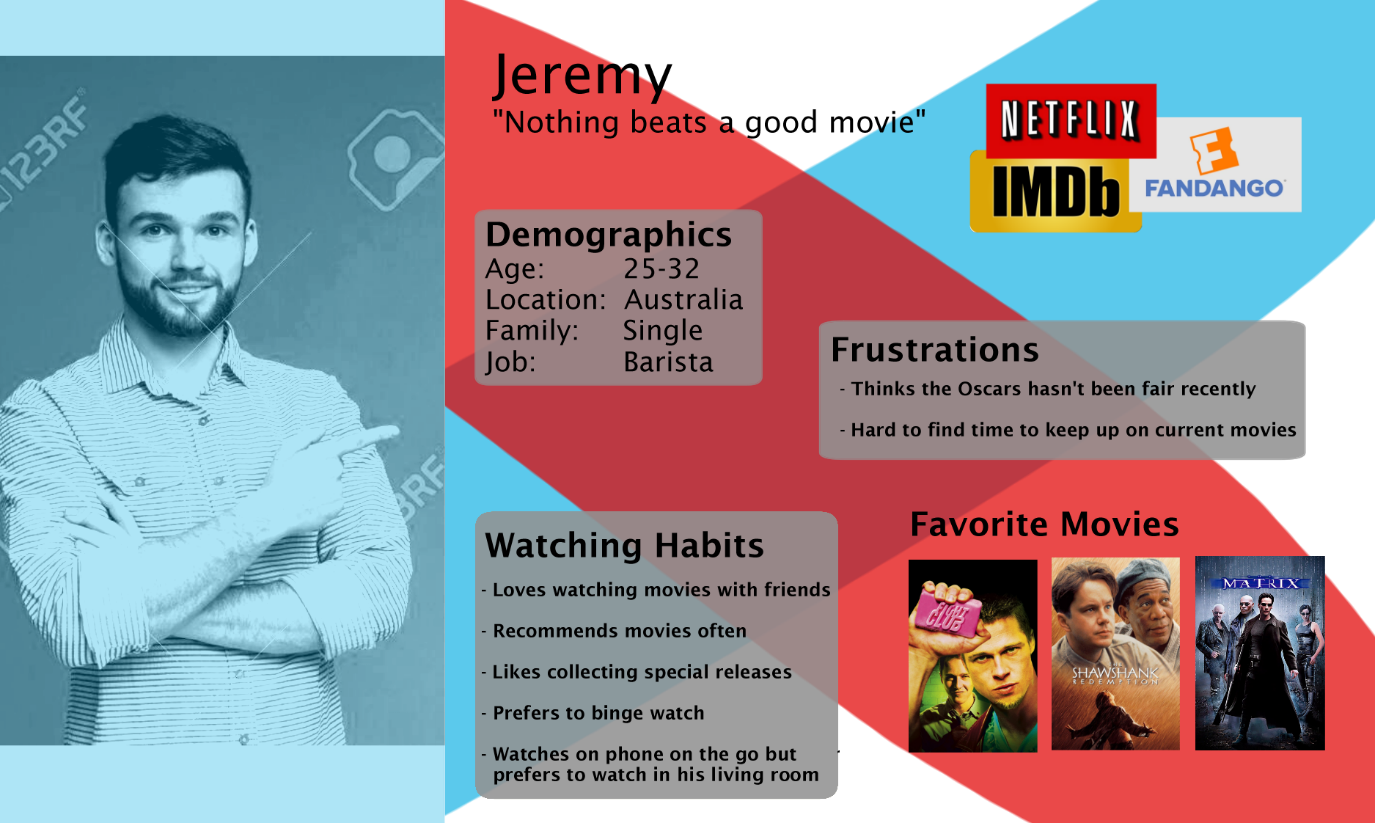 123RF
123RF
Jeremy
"Nothing beats a good movie"
NETFLIX
IMDb
FANDANGO
Demographics
Age: 25-32
Location: Australia
Family: Single
Job: Barista
Frustrations
- Thinks the Oscars hasn't been fair recently
- Hard to find time to keep up on current movies
Watching Habits
- Loves watching movies with friends
- Recommends movies often
- Likes collecting special releases
- Prefers to binge watch
- Watches on phone on the go but
prefers to watch in his living room
Favorite Movies
FIGHT
CLUB
THE
SHAWSHANK
REDEMPTION
MATRIX